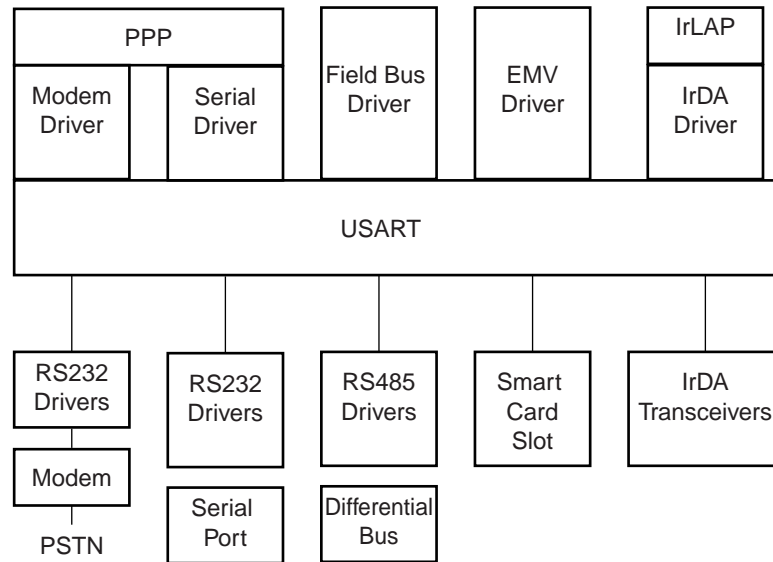 PPP
Modem
Driver
Serial
Driver
Field Bus
Driver
EMV
Driver
IrLAP
IrDA
Driver
USART
RS232
Drivers
Modem
PSTN
RS232
Drivers
Serial
Port
RS485
Drivers
Differential
Bus
Smart
Card
Slot
IrDA
Transceivers